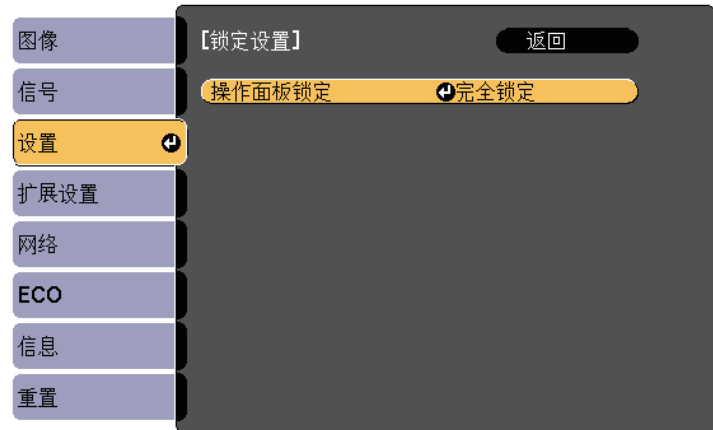 图像
信号
设置
扩展设置
网络
ECO
信息
重置
【锁定设置】 返回
操作面板锁定 完全锁定